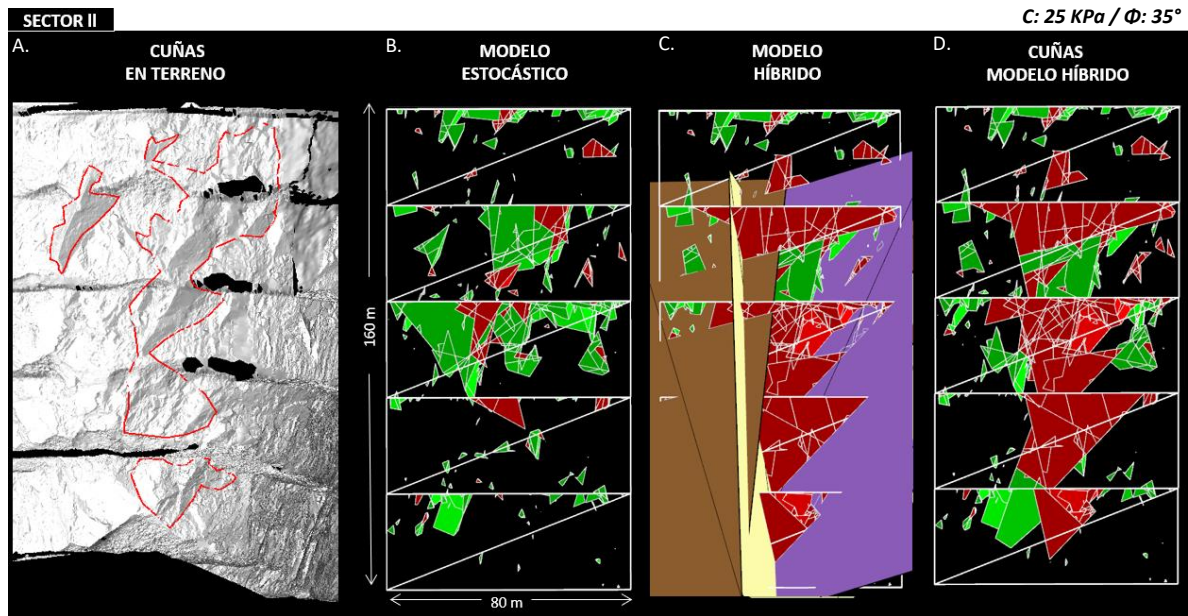 SECTOR II
C: 25 KPa / Φ: 35°
A.
CUÑAS
EN TERRENO
B.
MODELO
ESTOCÁSTICO
C.
MODELO
HÍBRIDO
D.
CUÑAS
MODELO HÍBRIDO
160 m
80 m